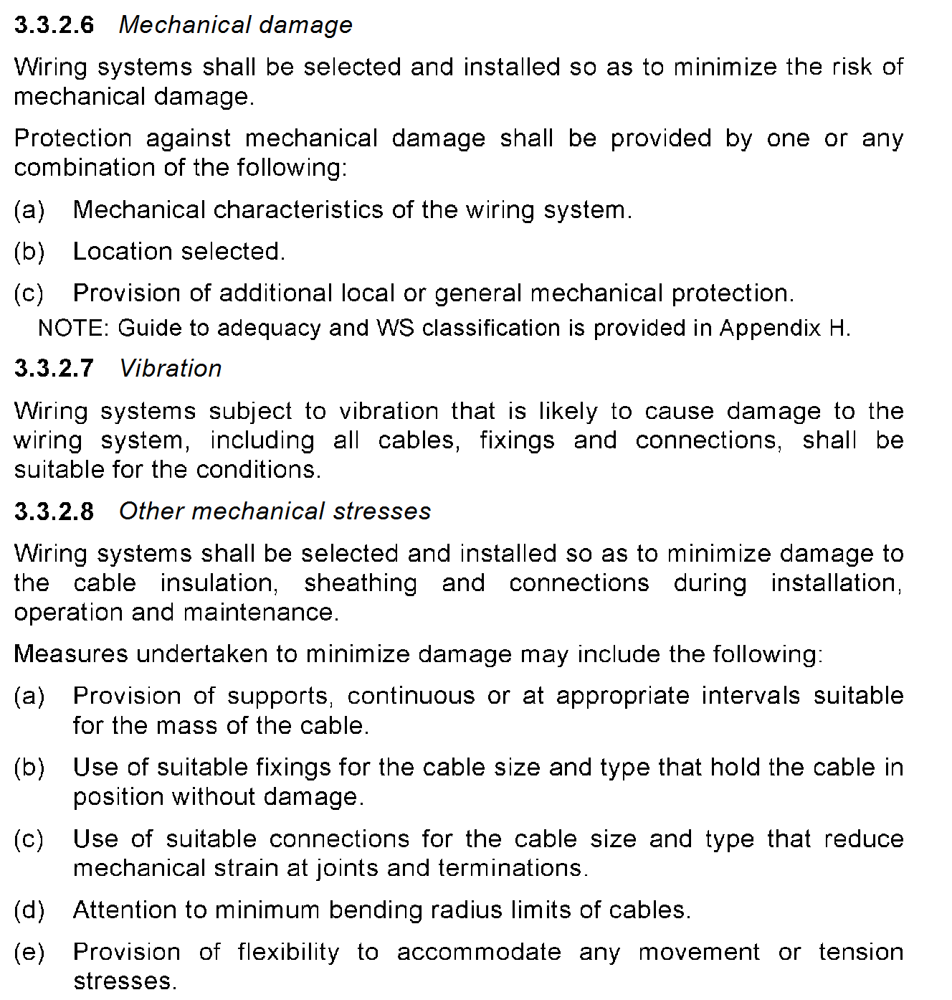 3.3.2.6 Mechanical damage
Wiring systems shall be selected and installed so as to minimize the risk of
mechanical damage.
Protection against mechanical damage shall be provided by one or any
combination of the following:
(a) Mechanical characteristics of the wiring system.
(b) Location selected.
(c) Provision of additional local or general mechanical protection.
NOTE: Guide to adequacy and WS classification is provided in Appendix H.
3.3.2.7 Vibration
Wiring systems subject to vibration that is likely to cause damage to the
wiring system, including all cables, fixings and connections, shall be
suitable for the conditions.
3.3.2.8 Other mechanical stresses
Wiring systems shall be selected and installed so as to minimize damage to
the cable insulation, sheathing and connections during installation,
operation and maintenance.
Measures undertaken to minimize damage may include the following:
(a) Provision of supports, continuous or at appropriate intervals suitable
for the mass of the cable.
(b) Use of suitable fixings for the cable size and type that hold the cable in
position without damage.
(c) Use of suitable connections for the cable size and type that reduce
mechanical strain at joints and terminations.
(d) Attention to minimum bending radius limits of cables.
(e) Provision of flexibility to accommodate any movement or tension
stresses.